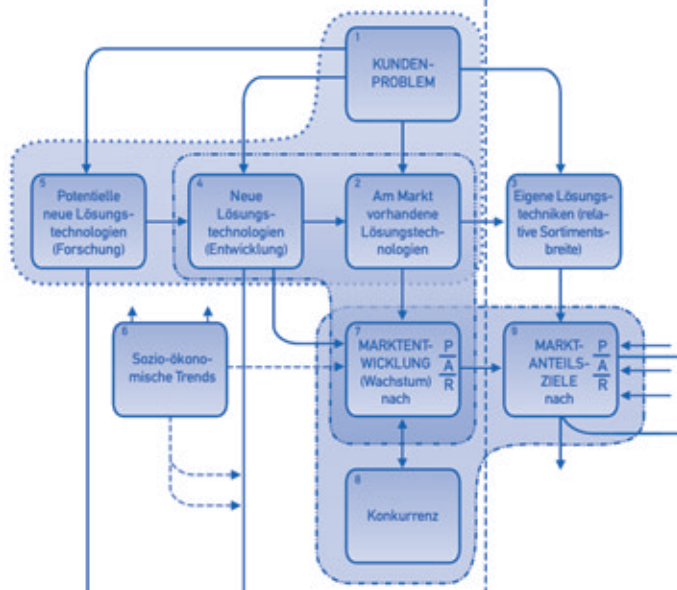 1
KUNDEN-
PROBLEM
5
Potentielle
neue Lösungs-
technologien
(Forschung)
4
Neue
Lösungs-
technologien
(Entwicklung)
2
Am Markt
vorhandene
Lösungstech-
nologien
3
Eigene Lösungs-
techniken (rela-
tive Sortiments-
breite)
6
Sozio-ökono-
mische Trends
7
MARKTENT-
WICKLUNG
(Wachstum)
nach
P
A
R
9
MARKT-
ANTEILS-
ZIELE
nach
P
A
R
8
Konkurrenz